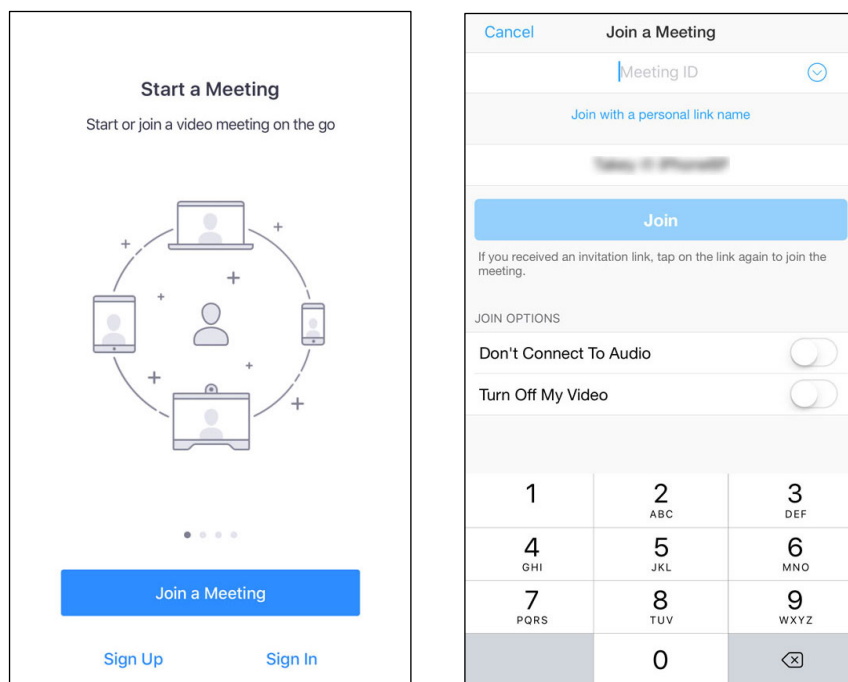 Start a Meeting
Start or join a video meeting on the go
Join a Meeting
Sign Up Sign In
Cancel Join a Meeting
Meeting ID
Join with a personal link name
Join
If you received an invitation link, tap on the link again to join the
meeting.
JOIN OPTIONS
Don't Connect To Audio
Turn Off My Video
1 2 3
ABC DEF
4 5 6
GHI JKL MNO
7 8 9
PQRS TUV WXYZ
0